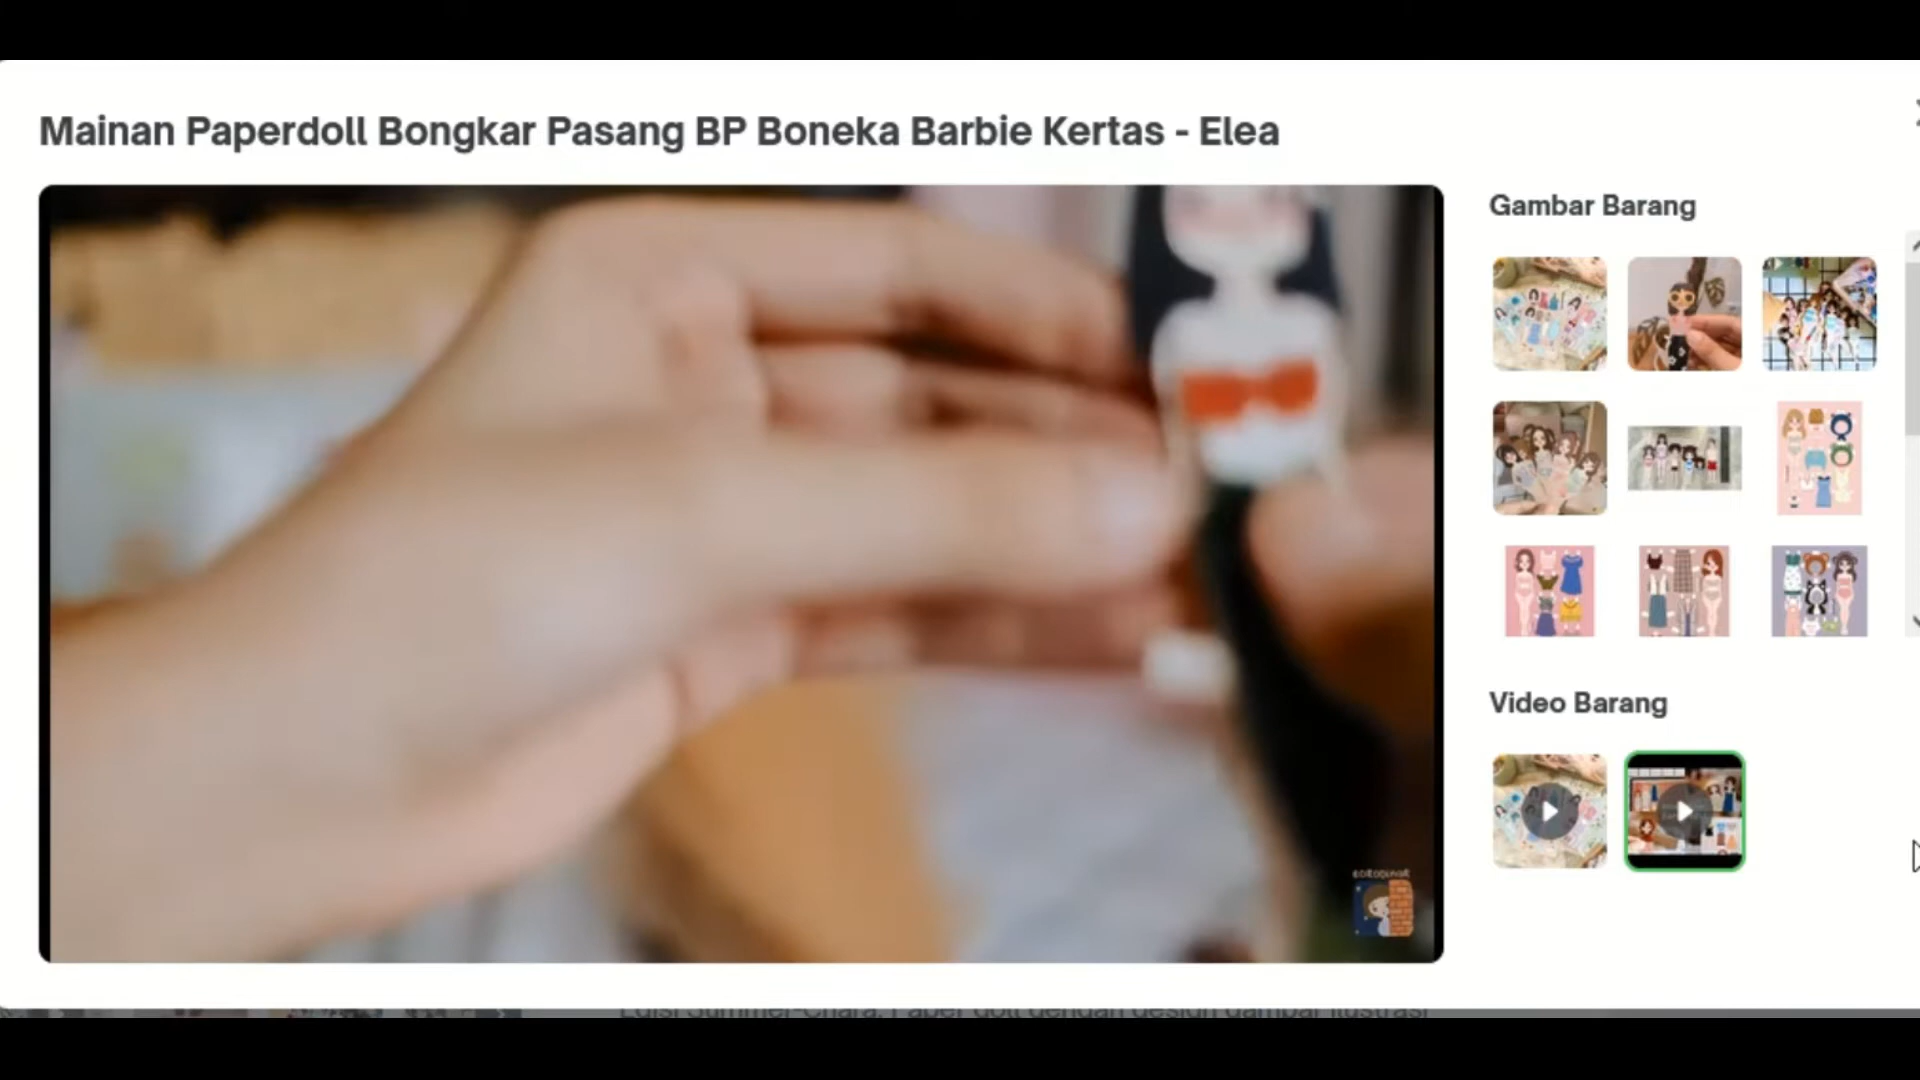 Mainan Paperdoll Bongkar Pasang BP Boneka Barbie Kertas - Elea
Gambar Barang
Video Barang